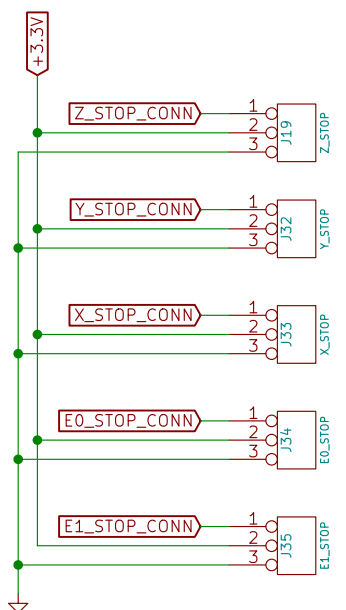 +3.3V
Z_STOP_CONN 1 2 3 J19 Z_STOP
Y_STOP_CONN 1 2 3 J32 Y_STOP
X_STOP_CONN 1 2 3 J33 X_STOP
E0_STOP_CONN 1 2 3 J34 E0_STOP
E1_STOP_CONN 1 2 3 J35 E1_STOP